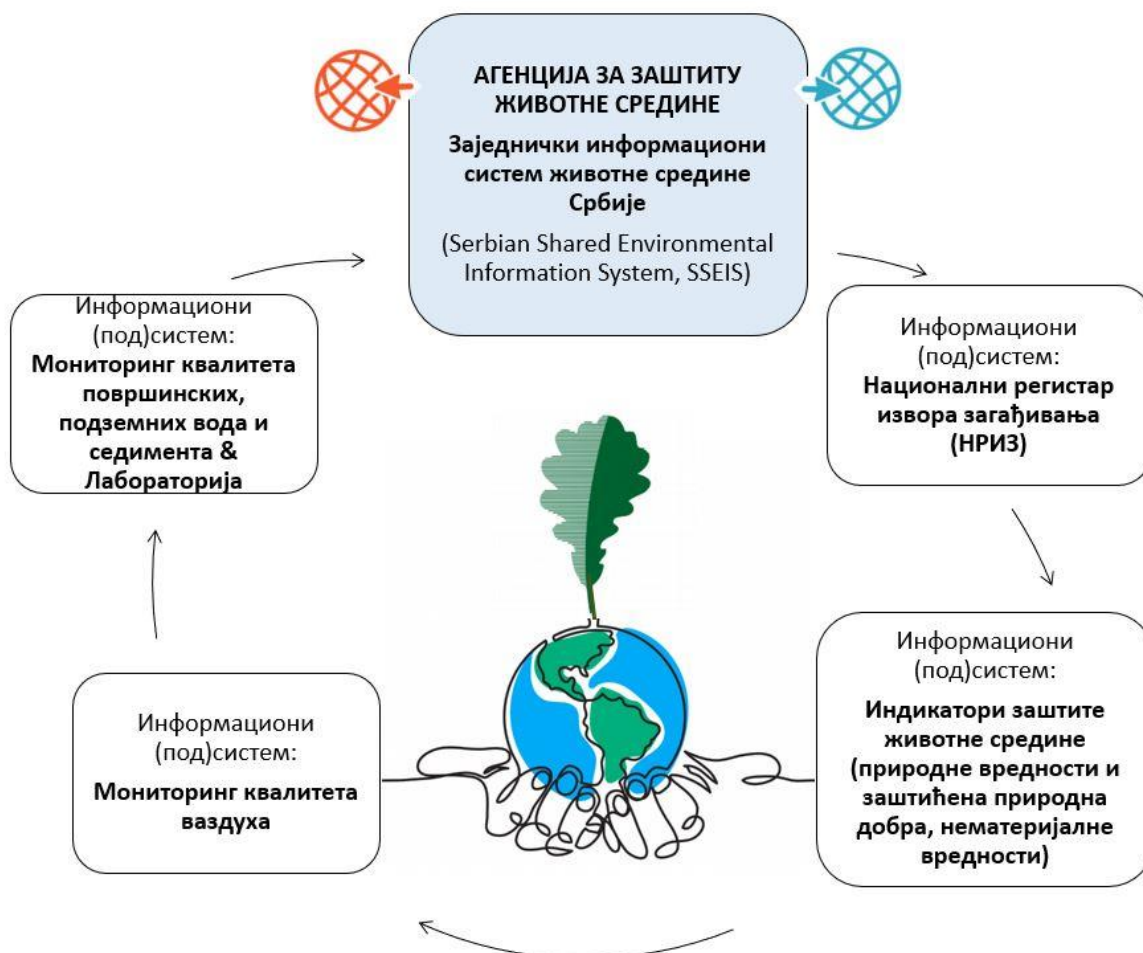 АГЕНЦИЈА ЗА ЗАШТИТУ
ЖИВОТНЕ СРЕДИНЕ
Заједнички информациони
систем животне средине
Србије
(Serbian Shared Environmental
Information System, SSEIS)
Информациони
(под)систем:
Национални регистар
извора загађивања
(НРИЗ)
Информациони
(под)систем:
Индикатори заштите
животне средине
(природне вредности и
заштићена природна
добра, нематеријалне
вредности)
Информациони
(под)систем:
Мониторинг квалитета
ваздуха
Информациони
(под)систем:
Мониторинг квалитета
површинских,
подземних вода и
седимента &
Лабораторија